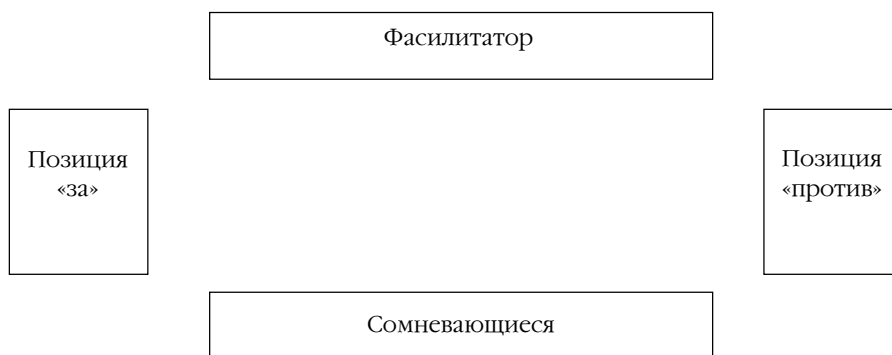 Фасилитатор
Позиция
«за»
Позиция
«против»
Сомневающиеся